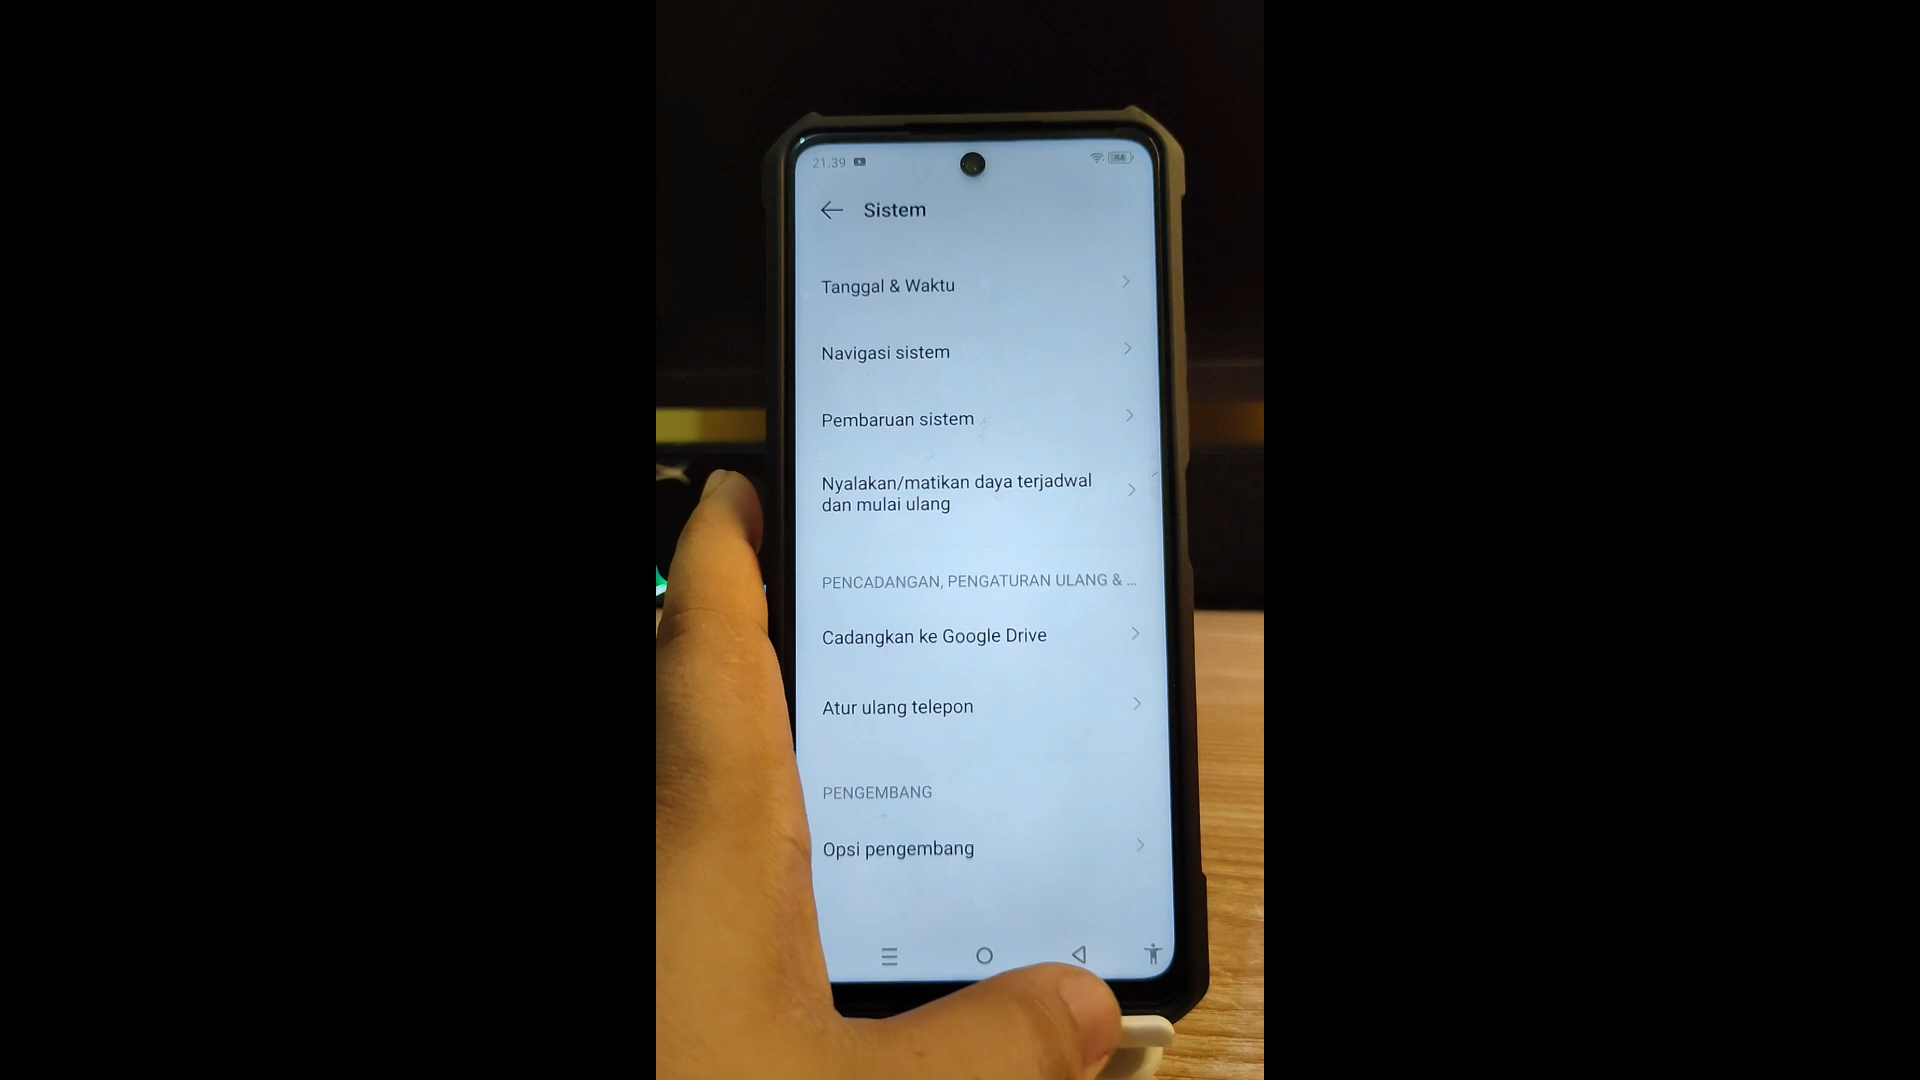 21.39
84
Sistem
Tanggal & Waktu
Navigasi sistem
Pembaruan sistem
Nyalakan/matikan daya terjadwal
dan mulai ulang
PENCADANGAN, PENGATURAN ULANG & ...
Cadangkan ke Google Drive
Atur ulang telepon
PENGEMBANG
Opsi pengembang